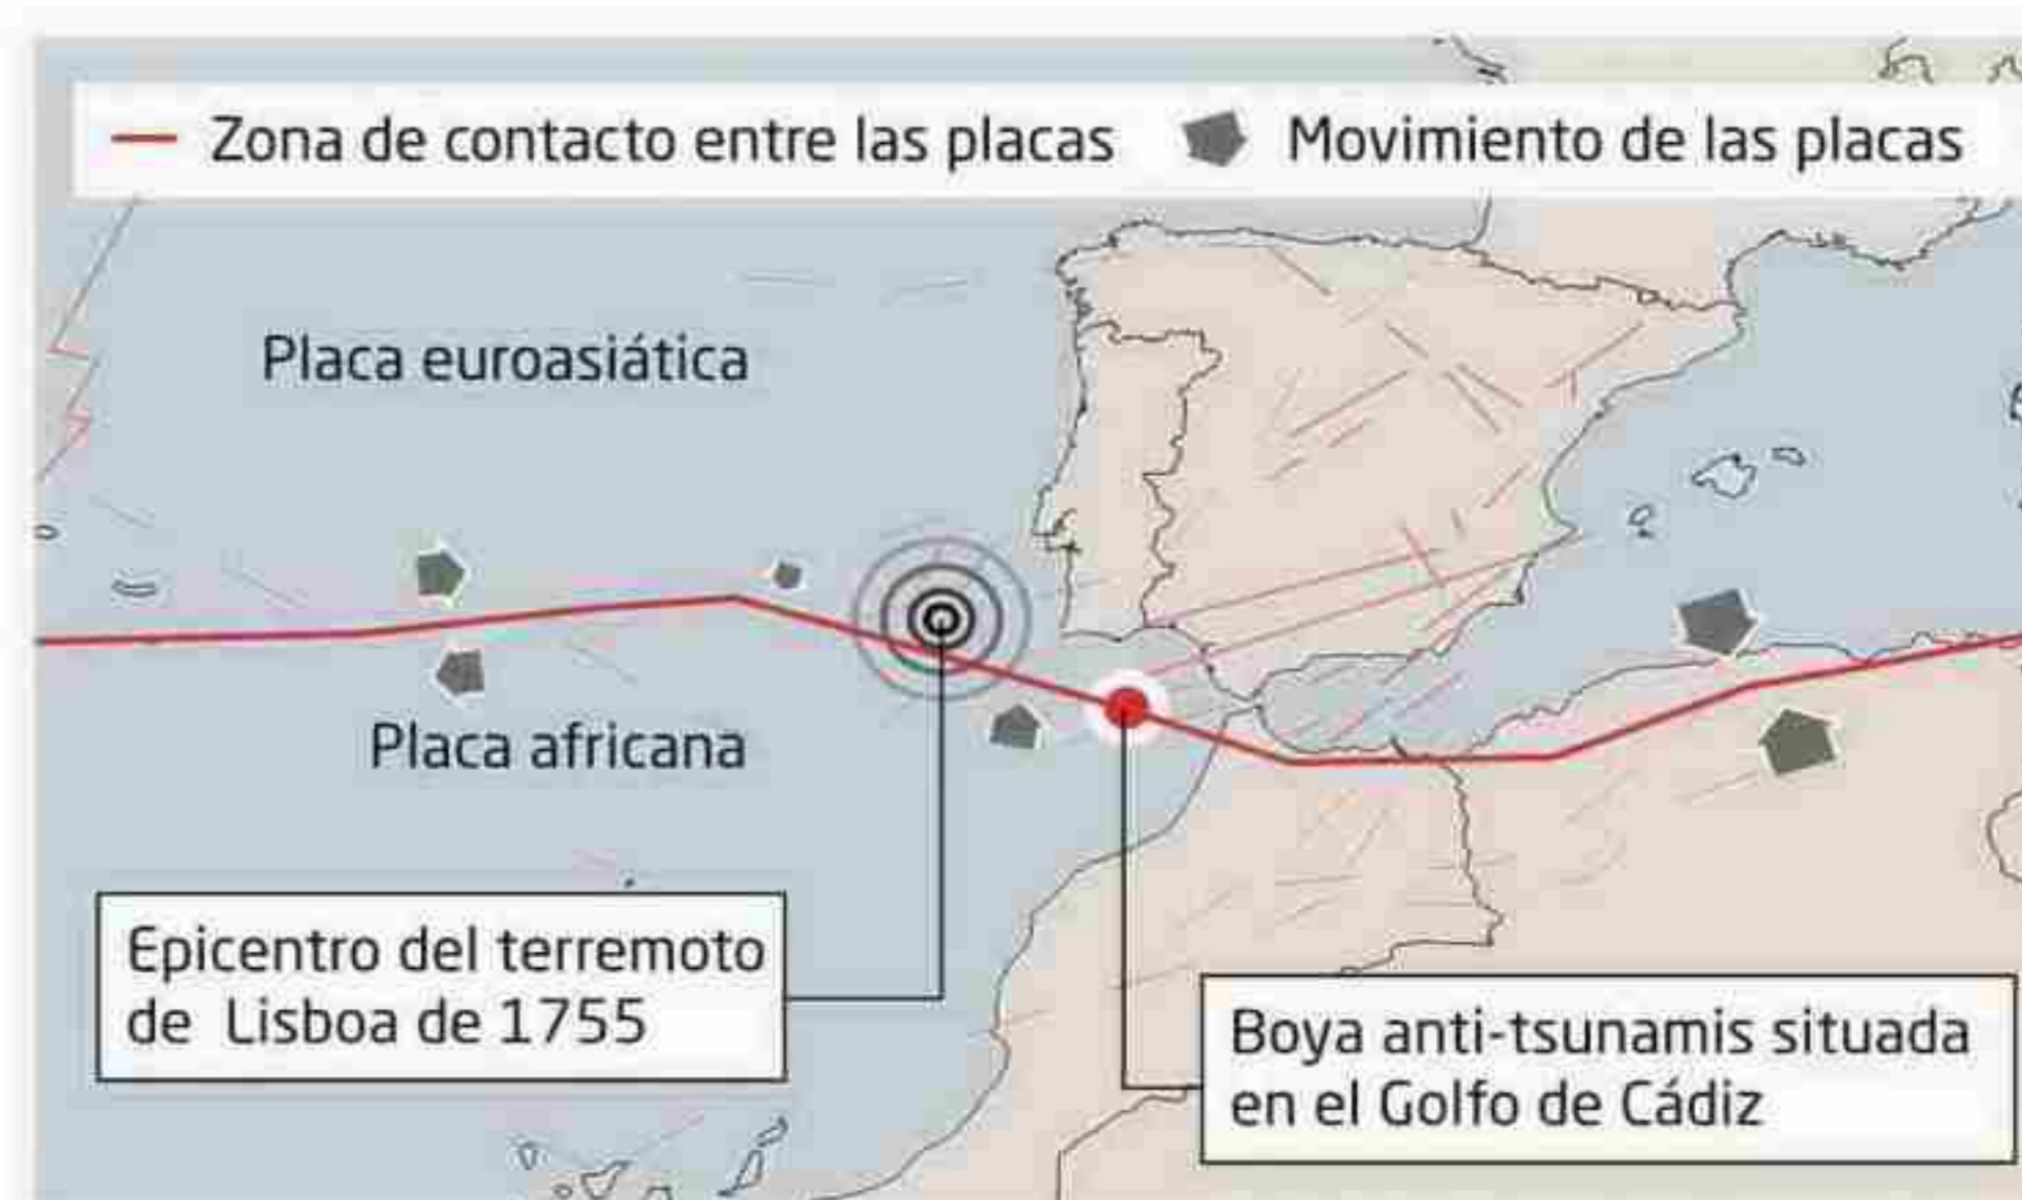 Zona de contacto entre las placas
Movimiento de las placas
Placa euroasiática
Placa africana
Epicentro del terremoto
de Lisboa de 1755
Boya anti-tsunamis situada
en el Golfo de Cádiz